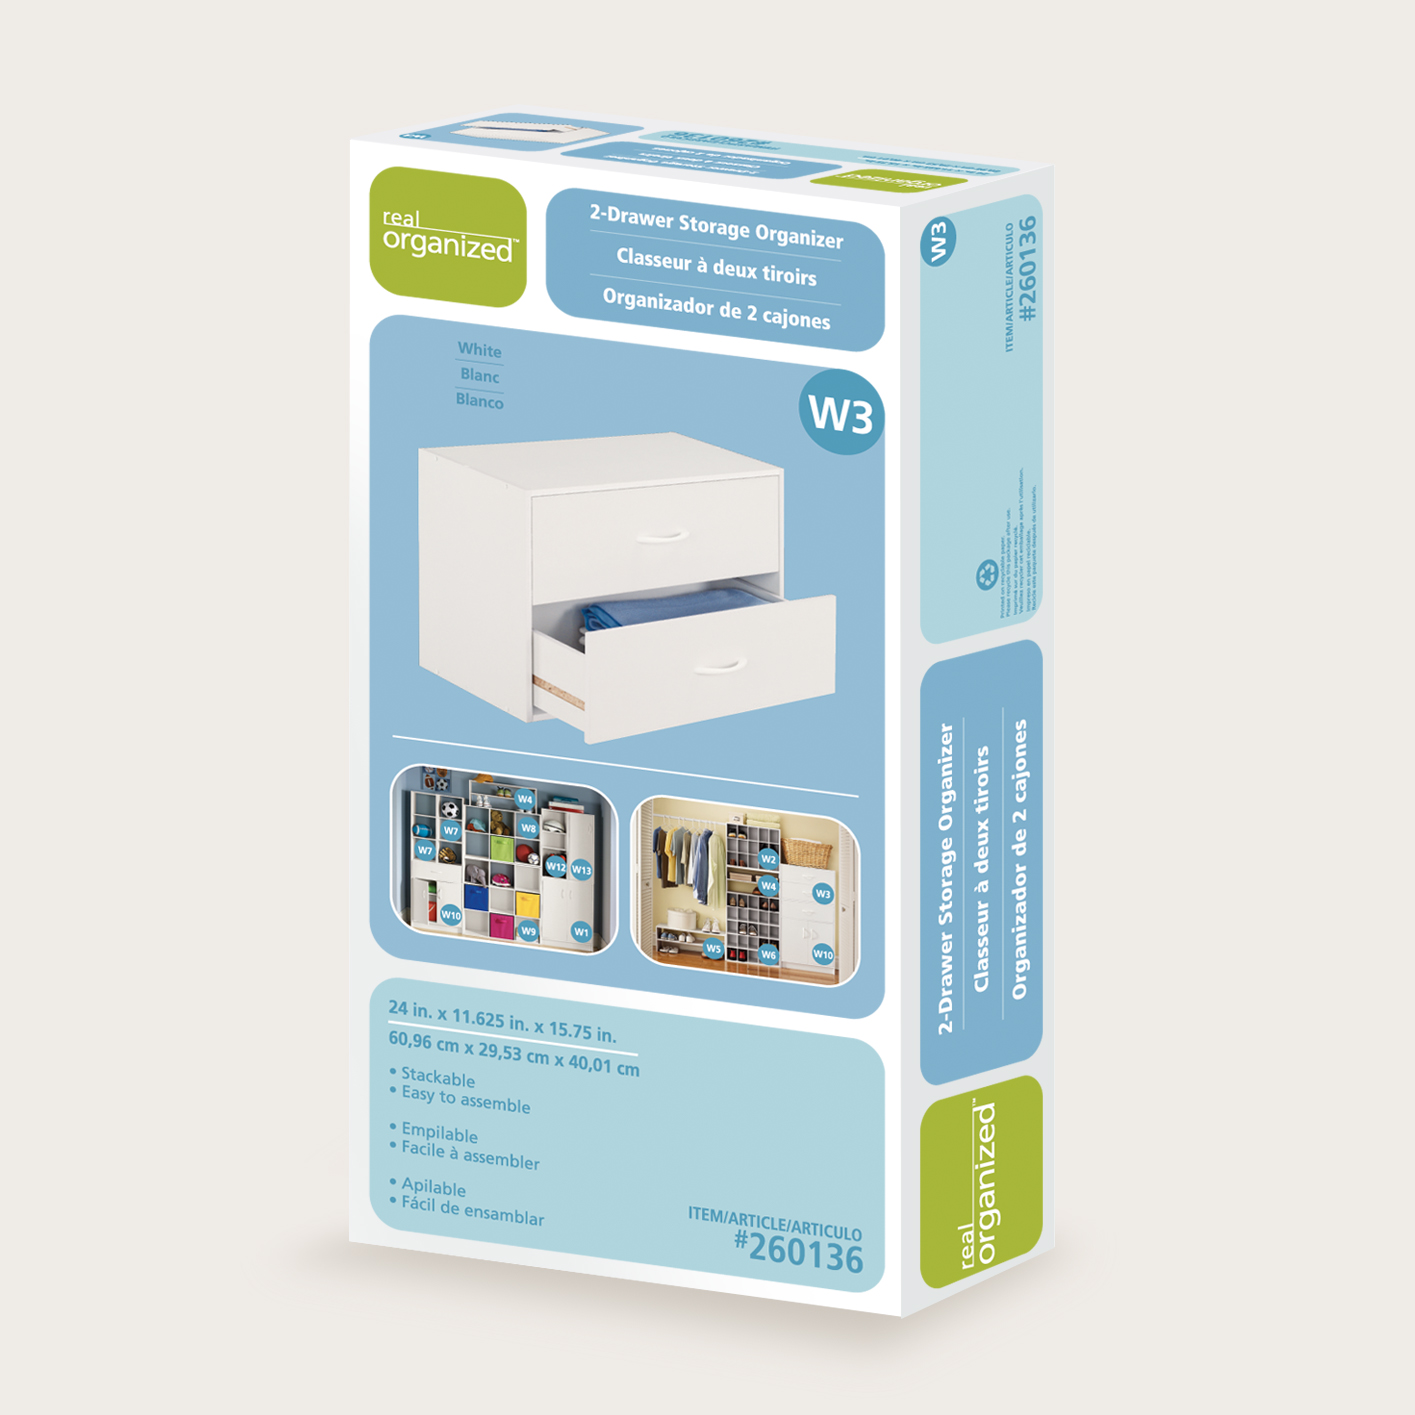 real
organized™
2-Drawer Storage Organizer
Classeur à deux tiroirs
Organizador de 2 cajones
White
Blanc
Blanco
W3
W4
W7
W8
W7
W12
W13
W10
W9
W1
W2
W4
W3
W5
W6
W10
24 in. x 11.625 in. x 15.75 in.
60,96 cm x 29,53 cm x 40,01 cm
• Stackable
• Easy to assemble
• Empilable
• Facile à assembler
• Apilable
• Fácil de ensamblar
ITEM/ARTICLE/ARTICULO
#260136
W3
ITEM/ARTICLE/ARTICULO
#260136
2-Drawer Storage Organizer
Classeur à deux tiroirs
Organizador de 2 cajones
real
organized™